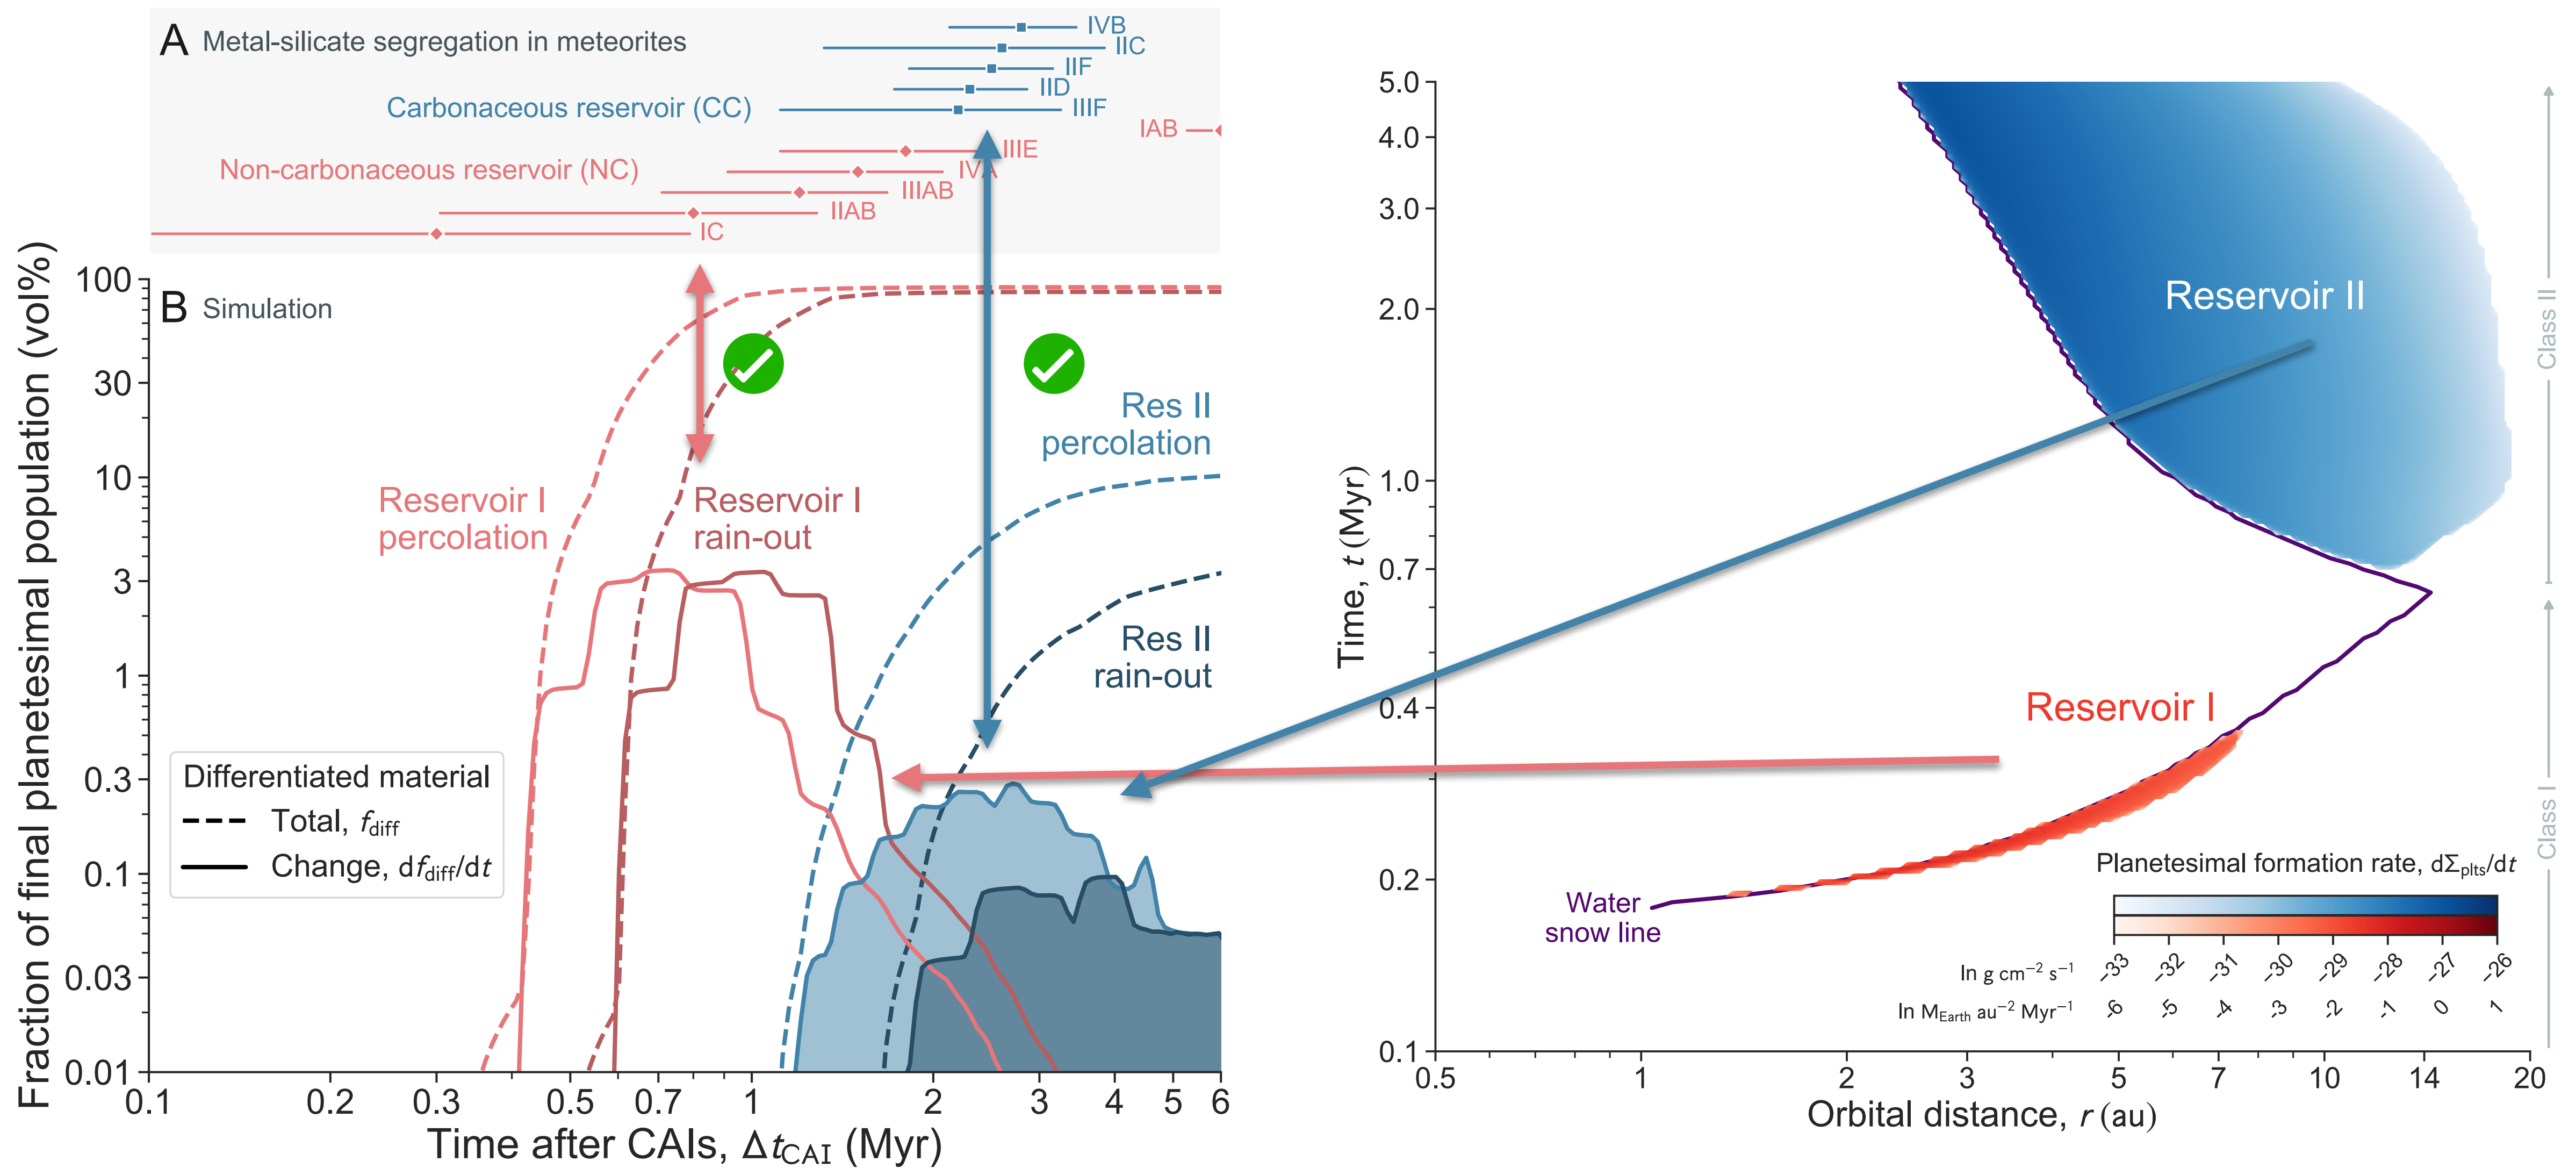 A Metal-silicate segregation in meteorites
IVB
IIC
IIF
IID
Carbonaceous reservoir (CC)
IIIF
IAB
IIIE
Non-carbonaceous reservoir (NC)
IVA
IIIAB
IIAB
IC
B Simulation
Fraction of final planetesimal population (vol%)
100
30
10
3
1
0.3
0.1
0.03
0.01
Res II
percolation
Reservoir I
percolation
Reservoir I
rain-out
Res II
rain-out
Differentiated material
Total, f_diff
Change, df_diff/dt
0.1 0.2 0.3 0.5 0.7 1 2 3 4 5 6
Time after CAIs, Δt_CAI (Myr)
Time, t (Myr)
5.0
4.0
3.0
2.0
1.0
0.7
0.4
0.2
0.1
Reservoir II
Class II
Reservoir I
Class I
Water
snow line
Planetesimal formation rate, dΣ_plts/dt
ln g cm⁻² s⁻¹
−33 −32 −31 −30 −29 −28 −27 −26
ln M_Earth au⁻² Myr⁻¹
-6 -5 -4 -3 -2 -1 0 1
0.5 1 2 3 5 7 10 14 20
Orbital distance, r (au)